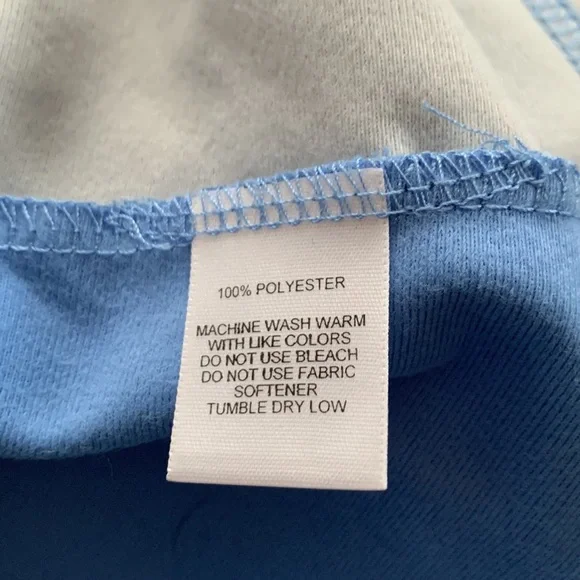 100% POLYESTER
MACHINE WASH WARM
WITH LIKE COLORS
DO NOT USE BLEACH
DO NOT USE FABRIC
SOFTENER
TUMBLE DRY LOW